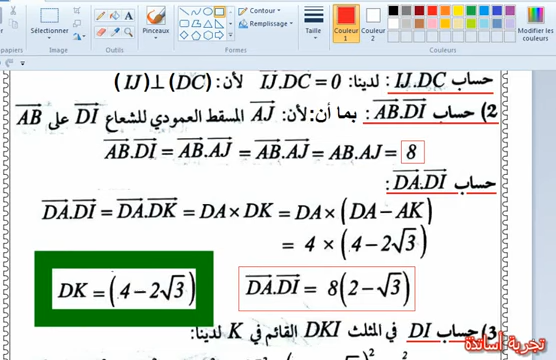 Sélectionner
Pinceaux
Contour
Remplissage
Taille
Couleur 1
Couleur 2
Modifier les couleurs
papiers
Image
Outils
Formes
Couleurs
حساب IJ.DC : لدينا: IJ.DC = 0 لأن: (IJ)⊥(DC)
2) حساب AB.DI : بما أن: لأن: AJ المسقط العمودي للشعاع DI على AB
AB.DI = AB.AJ = AB.AJ = AB.AJ = 8
حساب DA.DI :
DA.DI = DA.DK = DA × DK = DA × (DA − AK)
= 4 × (4 − 2√3)
DK = (4 − 2√3)
DA.DI = 8(2 − √3)
3) حساب DI في المثلث DKI القائم في K لدينا:
تجربة أساتذة